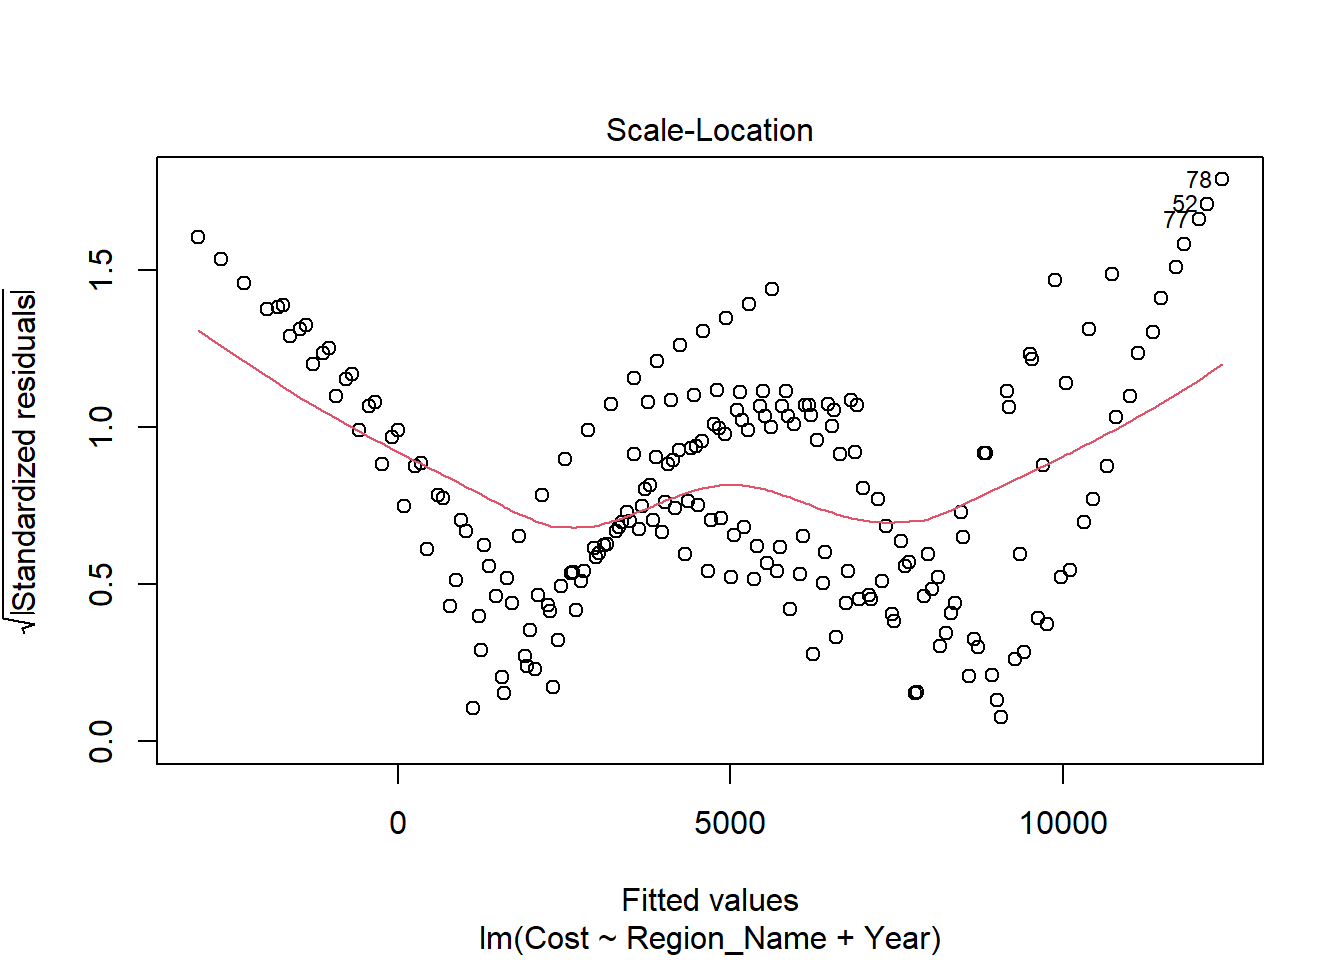 Scale-Location
√|Standardized residuals|
0.0
0.5
1.0
1.5
78
52
77
0
5000
10000
Fitted values
lm(Cost ~ Region_Name + Year)